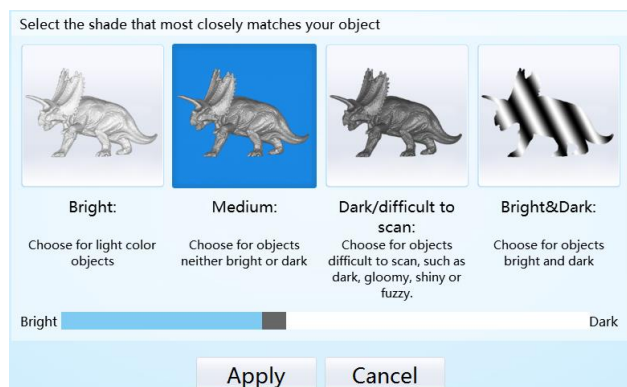 Select the shade that most closely matches your object
Bright:
Choose for light color
objects
Medium:
Choose for objects
neither bright or dark
Dark/difficult to
scan:
Choose for objects
difficult to scan, such as
dark, gloomy, shiny or
fuzzy.
Bright&Dark:
Choose for objects
bright and dark
Bright
Dark
Apply
Cancel